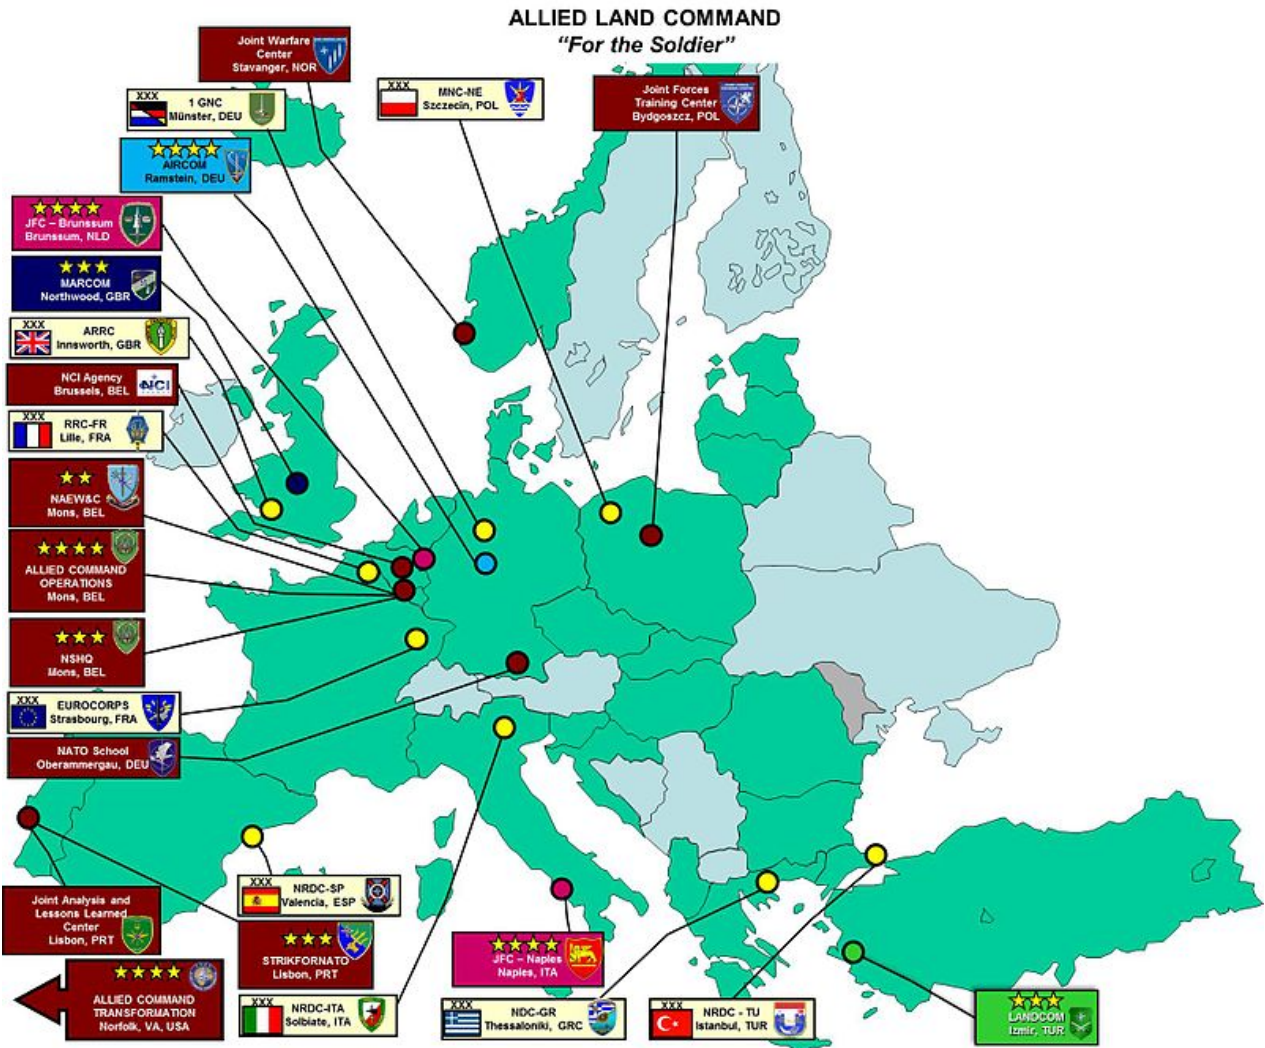 ALLIED LAND COMMAND
“For the Soldier”
Joint Warfare
Center
Stavanger, NOR
XXX
1 GNC
Münster, DEU
AIRCOM
Ramstein, DEU
XXX
MNC-NE
Szczecin, POL
Joint Forces
Training Center
Bydgoszcz, POL
JFC – Brunssum
Brunssum, NLD
MARCOM
Northwood, GBR
XXX
ARRC
Innsworth, GBR
NCI Agency
Brussels, BEL
NCI
XXX
RRC-FR
Lille, FRA
NAEW&C
Mons, BEL
ALLIED COMMAND
OPERATIONS
Mons, BEL
NSHQ
Mons, BEL
XXX
EUROCORPS
Strasbourg, FRA
NATO School
Oberammergau, DEU
Joint Analysis and
Lessons Learned
Center
Lisbon, PRT
ALLIED COMMAND
TRANSFORMATION
Norfolk, VA, USA
XXX
NRDC-SP
Valencia, ESP
STRIKFORNATO
Lisbon, PRT
XXX
NRDC-ITA
Solbiate, ITA
JFC – Naples
Naples, ITA
XXX
NDC-GR
Thessaloniki, GRC
XXX
NRDC - TU
Istanbul, TUR
LANDCOM
Izmir, TUR